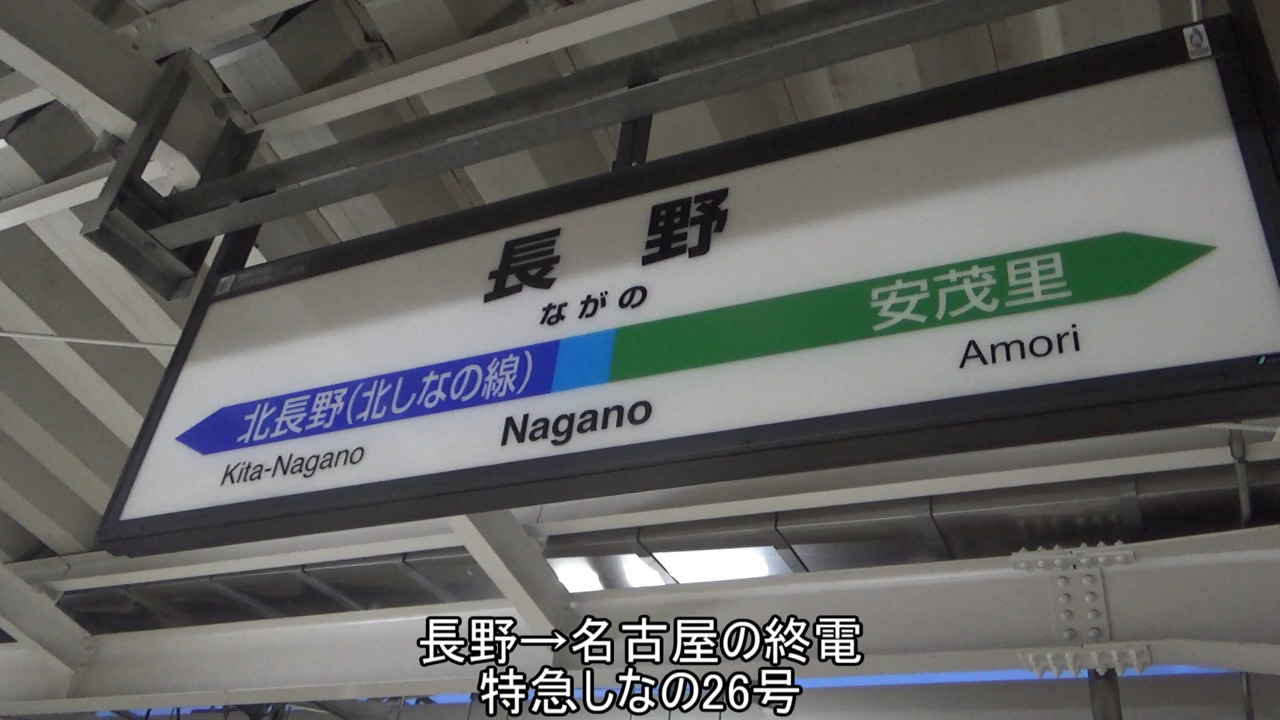 長野
ながの
北長野(北しなの線)
安茂里
Kita-Nagano
Nagano
Amori
長野→名古屋の終電
特急しなの26号